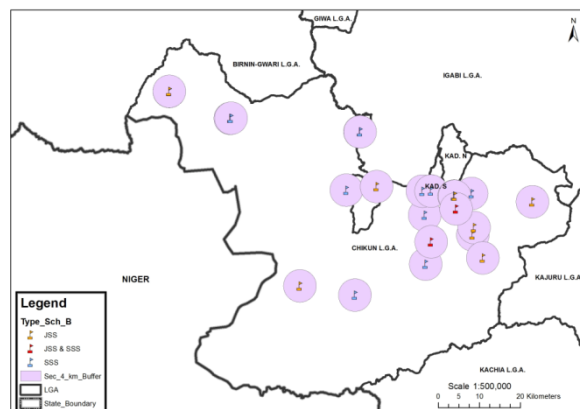 GIWA L.G.A.
N
BIRNIN-GWARI L.G.A.
IGABI L.G.A.
KAD. N
KAD. S
CHIKUN L.G.A.
NIGER
KAJURU L.G.A.
KACHIA L.G.A.
Legend
Type_Sch_B
JSS
JSS & SSS
SSS
Sec_4_km_Buffer
LGA
State_Boundary
Scale 1:500,000
0 5 10 20 Kilometers